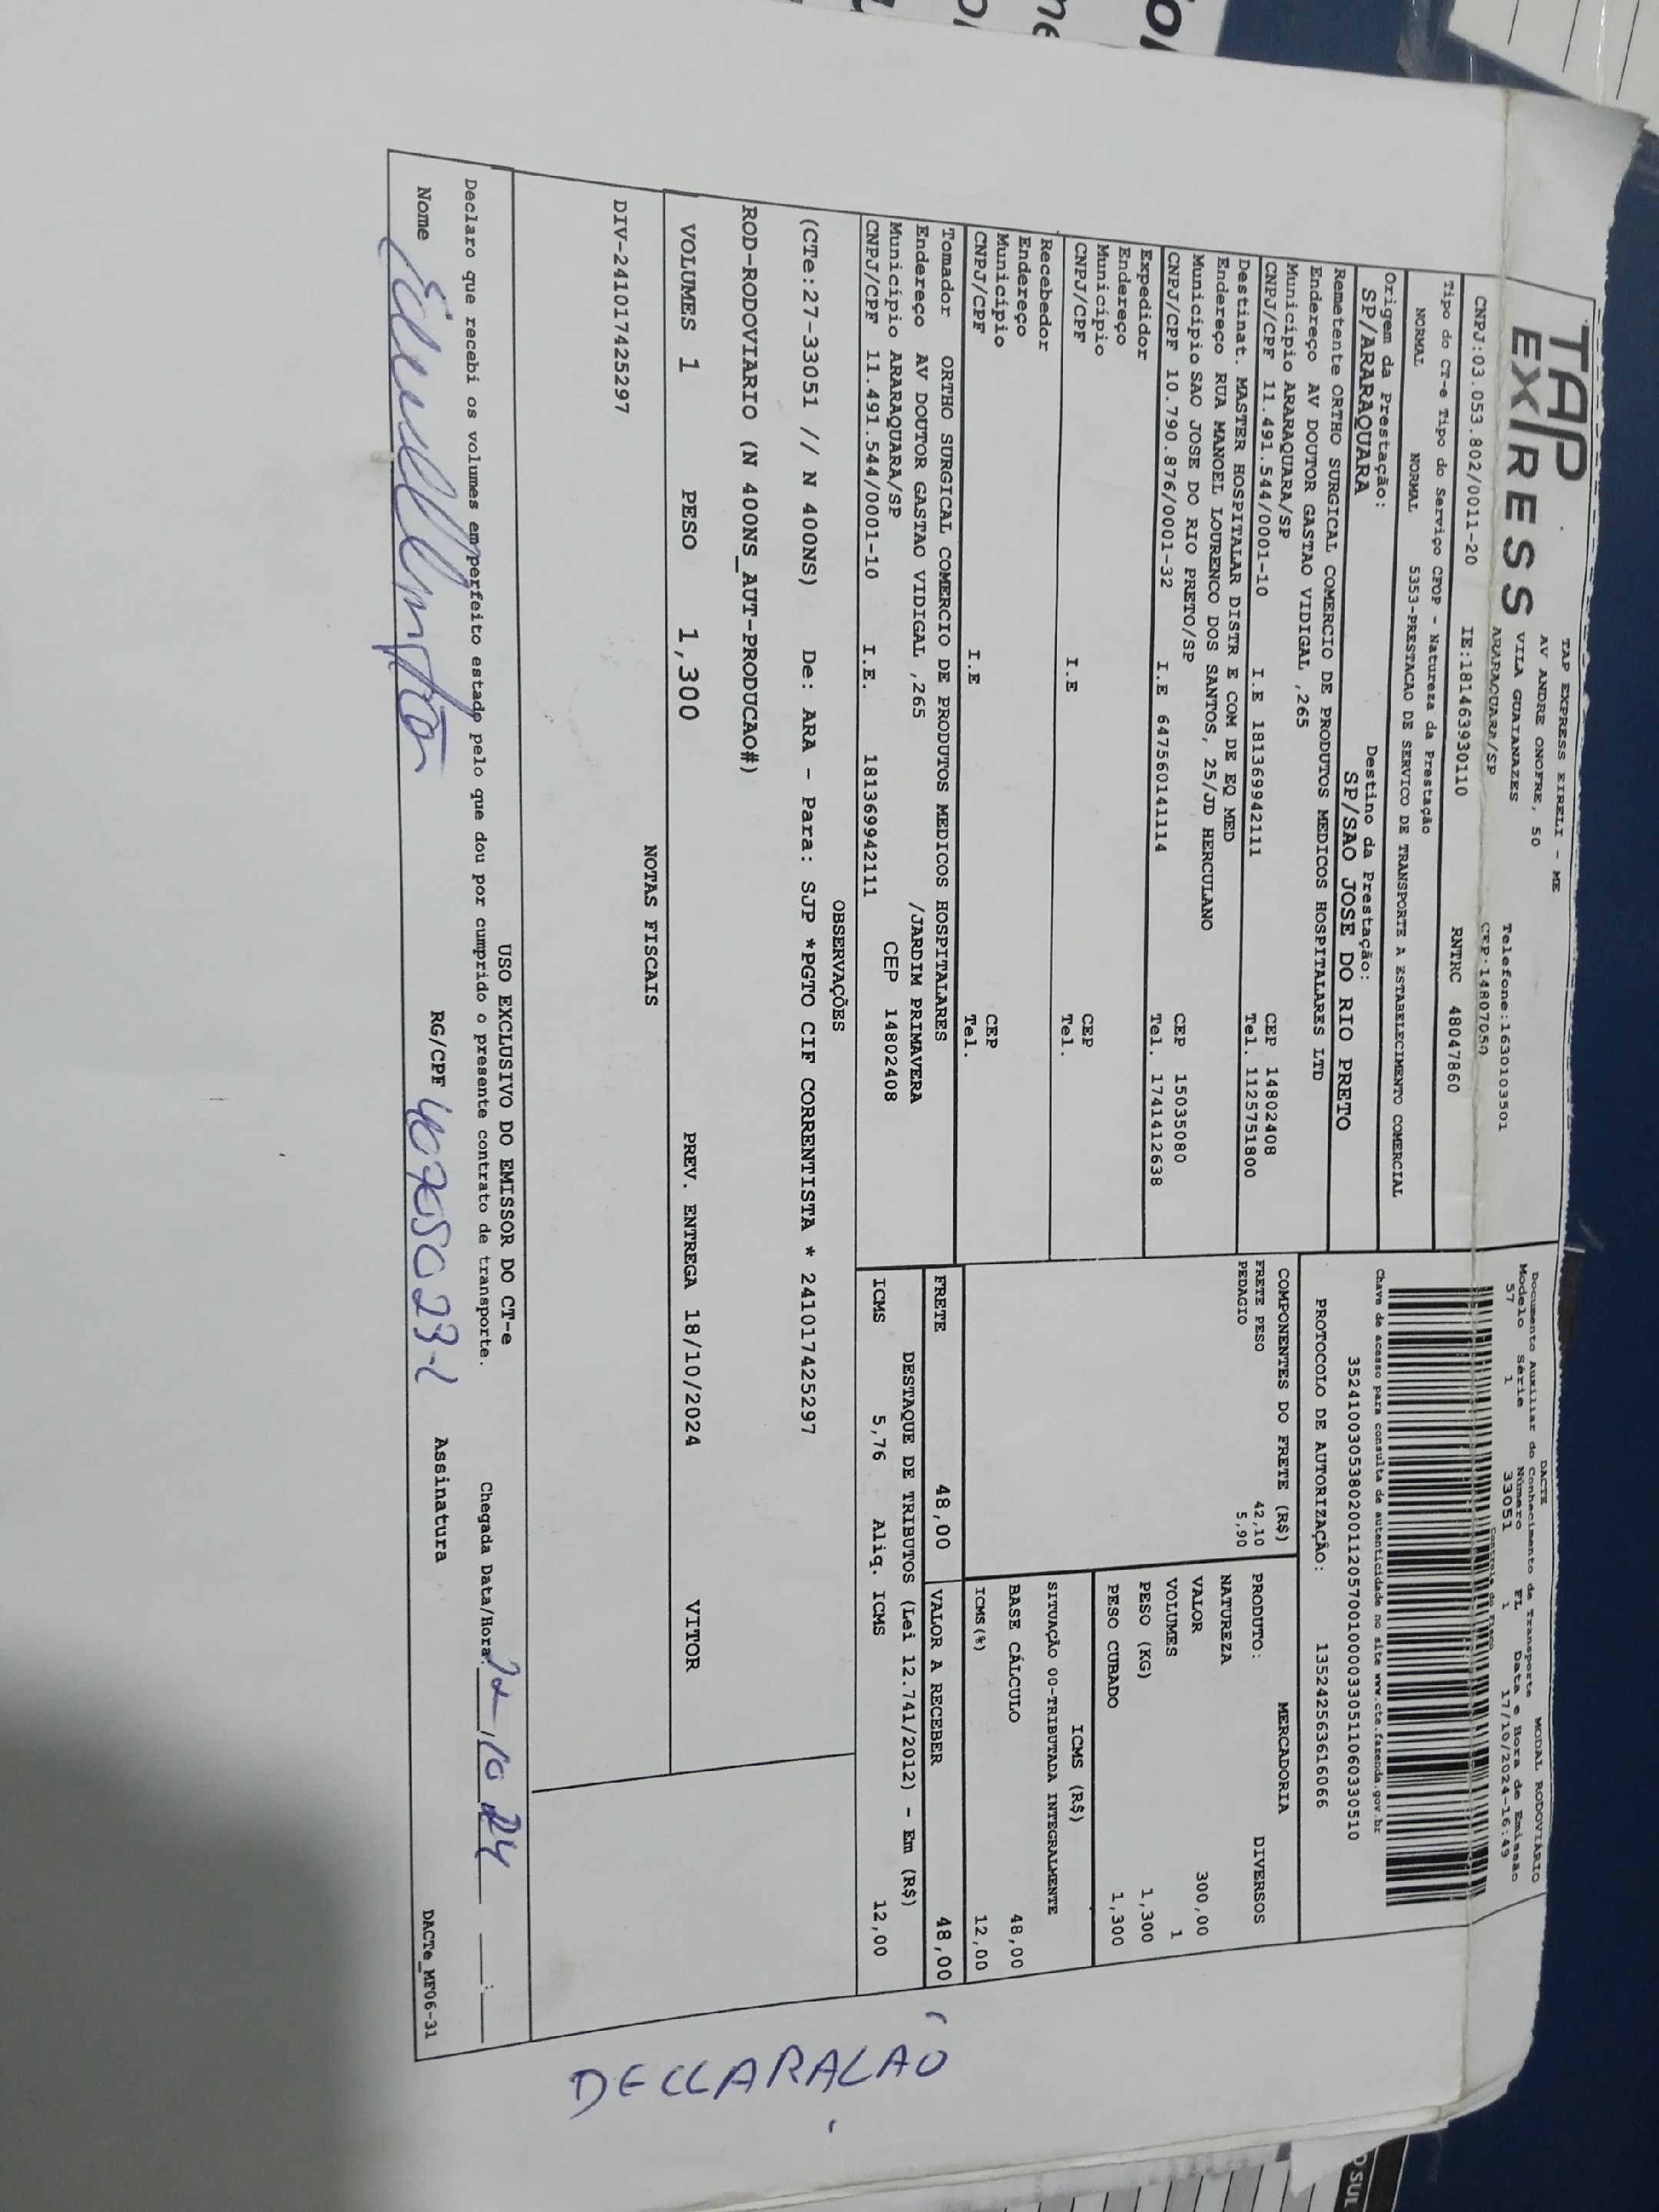 TAP EXPRESS
TAP EXPRESS EIRELI - ME
AV ANDRE ONOFRE, 50
VILA GUAIANAZES
ARARAQUARA/SP
Telefone:1630103501
CEP:14807050
CNPJ:03.053.802/0011-20 IE:181463930110 RNTRC 48047860
DACTE MODAL RODOVIÁRIO
Documento Auxiliar do Conhecimento de Transporte
Modelo Série Número FL Data e Hora de Emissão
57 1 33051 1 17/10/2024-16:49
Controle do Fisco
Tipo do CT-e Tipo do Serviço CFOP - Natureza da Prestação
NORMAL NORMAL 5353-PRESTACAO DE SERVICO DE TRANSPORTE A ESTABELECIMENTO COMERCIAL
Chave de acesso para consulta de autenticidade no site www.cte.fazenda.gov.br
35241003053802001120570010000330511060330510
PROTOCOLO DE AUTORIZAÇÃO: 135242563616066
Origem da Prestação: Destino da Prestação:
SP/ARARAQUARA SP/SAO JOSE DO RIO PRETO
Remetente ORTHO SURGICAL COMERCIO DE PRODUTOS MEDICOS HOSPITALARES LTD
Endereço AV DOUTOR GASTAO VIDIGAL ,265
Município ARARAQUARA/SP CEP 14802408
CNPJ/CPF 11.491.544/0001-10 I.E 181369942111 Tel. 1125751800
Destinat. MASTER HOSPITALAR DISTR E COM DE EQ MED
Endereço RUA MANOEL LOURENCO DOS SANTOS, 25/JD HERCULANO
Município SAO JOSE DO RIO PRETO/SP CEP 15035080
CNPJ/CPF 10.790.876/0001-32 I.E 647560141114 Tel. 1741412638
Expedidor
Endereço
Município CEP
CNPJ/CPF I.E Tel.
Recebedor
Endereço
Município CEP
CNPJ/CPF I.E Tel.
Tomador ORTHO SURGICAL COMERCIO DE PRODUTOS MEDICOS HOSPITALARES
Endereço AV DOUTOR GASTAO VIDIGAL ,265 /JARDIM PRIMAVERA
Município ARARAQUARA/SP CEP 14802408
CNPJ/CPF 11.491.544/0001-10 I.E. 181369942111
COMPONENTES DO FRETE (R$)
FRETE PESO 42,10
PEDAGIO 5,90
MERCADORIA
PRODUTO: DIVERSOS
NATUREZA
VALOR 300,00
VOLUMES 1
PESO (KG) 1,300
PESO CUBADO 1,300
ICMS (R$)
SITUAÇÃO 00-TRIBUTADA INTEGRALMENTE
BASE CÁLCULO 48,00
ICMS(%) 12,00
FRETE 48,00 VALOR A RECEBER 48,00
DESTAQUE DE TRIBUTOS (Lei 12.741/2012) - Em (R$)
ICMS 5,76 Aliq. ICMS 12,00
OBSERVAÇÕES
(CTe:27-33051 // N 400NS) De: ARA - Para: SJP *PGTO CIF CORRENTISTA * 241017425297
ROD-RODOVIARIO (N 400NS_AUT-PRODUCAO#)
VOLUMES 1 PESO 1,300 PREV. ENTREGA 18/10/2024 VITOR
NOTAS FISCAIS
DIV-241017425297
USO EXCLUSIVO DO EMISSOR DO CT-e
Declaro que recebi os volumes em perfeito estado pelo que dou por cumprido o presente contrato de transporte. Chegada Data/Hora: 22/10 24 __:__
Nome RG/CPF Assinatura
DACTe_MF06-31
DECLARAÇÃO